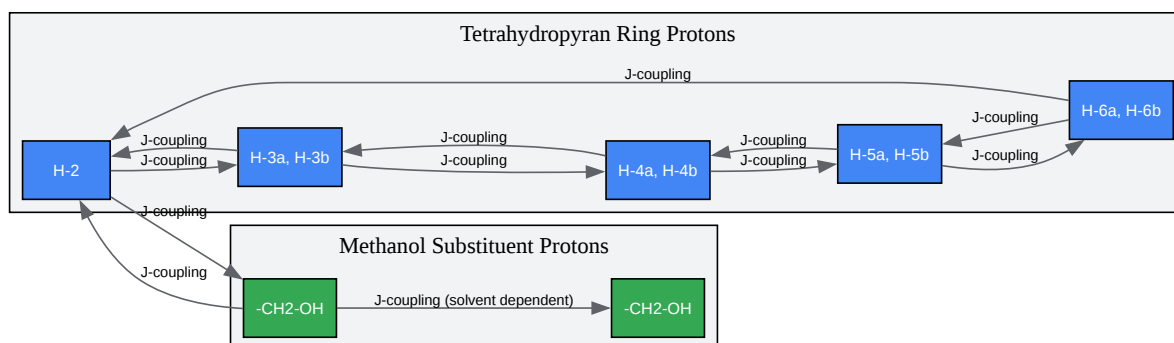 Tetrahydropyran Ring Protons
J-coupling
H-6a, H-6b
J-coupling
J-coupling
J-coupling
J-coupling
H-2
J-coupling
H-3a, H-3b
J-coupling
H-4a, H-4b
J-coupling
H-5a, H-5b
J-coupling
J-coupling
Methanol Substituent Protons
J-coupling
-CH2-OH
J-coupling (solvent dependent)
-CH2-OH